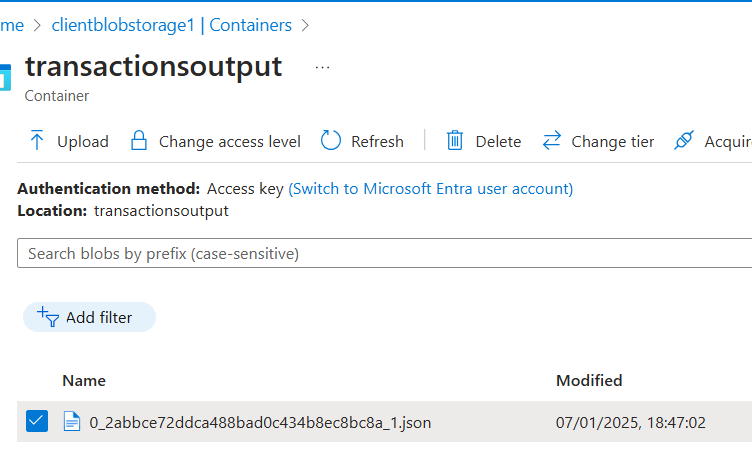 me > clientblobstorage1 | Containers >
transactionsoutput ...
Container
Upload Change access level Refresh Delete Change tier Acquir
Authentication method: Access key (Switch to Microsoft Entra user account)
Location: transactionsoutput
Search blobs by prefix (case-sensitive)
Add filter
Name Modified
0_2abbce72ddca488bad0c434b8ec8bc8a_1.json 07/01/2025, 18:47:02